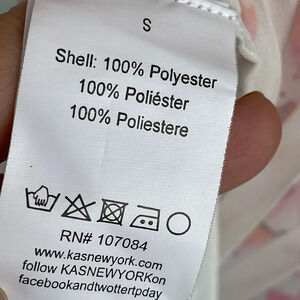 S
Shell: 100% Polyester
100% Poliéster
100% Poliestere
RN# 107084
www.kasnewyork.com
follow KASNEWYORKon
facebookandtwottertpday